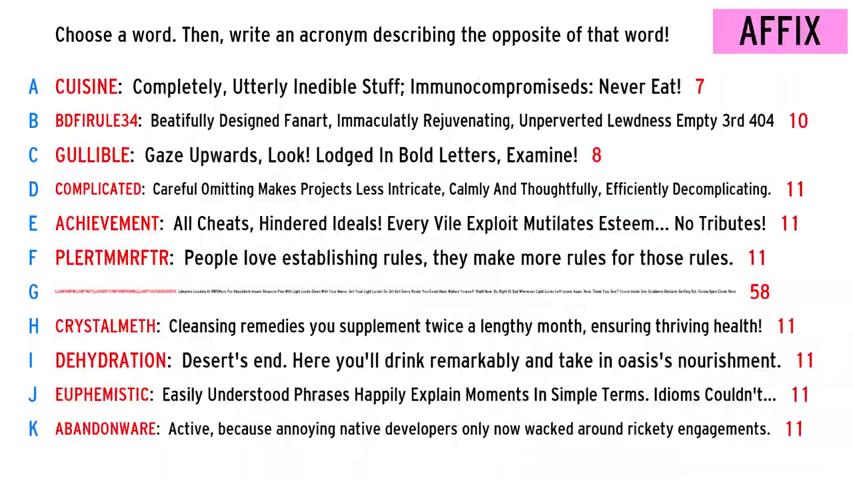 Choose a word. Then, write an acronym describing the opposite of that word!
AFFIX
A CUISINE: Completely, Utterly Inedible Stuff; Immunocompromiseds: Never Eat! 7
B BDFIRULE34: Beatifully Designed Fanart, Immaculatly Rejuvenating, Unperverted Lewdness Empty 3rd 404 10
C GULLIBLE: Gaze Upwards, Look! Lodged In Bold Letters, Examine! 8
D COMPLICATED: Careful Omitting Makes Projects Less Intricate, Calmly And Thoughtfully, Efficiently Decomplicating. 11
E ACHIEVEMENT: All Cheats, Hindered Ideals! Every Vile Exploit Mutilates Esteem... No Tributes! 11
F PLERTMMRFTR: People love establishing rules, they make more rules for those rules. 11
G 58
H CRYSTALMETH: Cleansing remedies you supplement twice a lengthy month, ensuring thriving health! 11
I DEHYDRATION: Desert's end. Here you'll drink remarkably and take in oasis's nourishment. 11
J EUPHEMISTIC: Easily Understood Phrases Happily Explain Moments In Simple Terms. Idioms Couldn't... 11
K ABANDONWARE: Active, because annoying native developers only now wacked around rickety engagements. 11